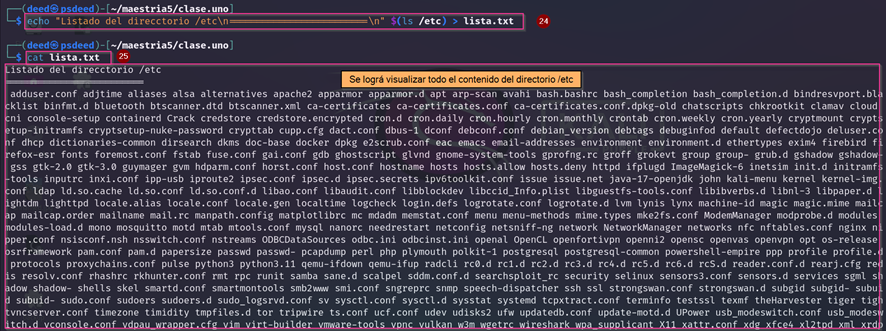 (deed㉿psdeed)-[~/maestria5/clase.uno]
$ echo "Listado del direcctorio /etc\n=====================\n" $(ls /etc) > lista.txt 24
(deed㉿psdeed)-[~/maestria5/clase.uno]
$ cat lista.txt 25
Listado del direcctorio /etc
=====================
Se lográ visualizar todo el contenido del directorio /etc
adduser.conf adjtime aliases alsa alternatives apache2 apparmor apparmor.d apt arp-scan avahi bash.bashrc bash_completion bash_completion.d bindresvport.blac
klist binfmt.d bluetooth btscanner.dtd btscanner.xml ca-certificates ca-certificates.conf ca-certificates.conf.dpkg-old chatscripts chkrootkit clamav cloud
cni console-setup containerd Crack credstore credstore.encrypted cron.d cron.daily cron.hourly cron.monthly crontab cron.weekly cron.yearly cryptmount crypts
etup-initramfs cryptsetup-nuke-password crypttab cupp.cfg dact.conf dbus-1 dconf debconf.conf debian_version debtags debuginfod default defectdojo deluser.co
nf dhcp dictionaries-common dirsearch dkms doc-base docker dpkg e2scrub.conf eac emacs email-addresses environment environment.d ethertypes exim4 firebird fi
refox-esr fonts foremost.conf fstab fuse.conf gai.conf gdb ghostscript glvnd gnome-system-tools gprofng.rc groff grokevt group group- grub.d gshadow gshadow-
gss gtk-2.0 gtk-3.0 guymager gvm hdparm.conf horst.conf host.conf hostname hosts hosts.allow hosts.deny httpd ifplugd ImageMagick-6 inetsim init.d initramfs
-tools inputrc inxi.conf ipp-usb iproute2 ipsec.conf ipsec.d ipsec.secrets ipv6toolkit.conf issue issue.net java-17-openjdk john kali-menu kernel kernel-img.
conf ldap ld.so.cache ld.so.conf ld.so.conf.d libao.conf libaudit.conf libblockdev libccid_Info.plist libguestfs-tools.conf libibverbs.d libnl-3 libpaper.d l
ightdm lighttpd locale.alias locale.conf locale.gen localtime logcheck login.defs logrotate.conf logrotate.d lvm lynis lynx machine-id magic magic.mime mailc
ap mailcap.order mailname mail.rc manpath.config matplotlibrc mc mdadm memstat.conf menu menu-methods mime.types mke2fs.conf ModemManager modprobe.d modules
modules-load.d mono mosquitto motd mtab mtools.conf mysql nanorc needrestart netconfig netsniff-ng network NetworkManager networks nfc nftables.conf nginx ni
pper.conf nsisconf.nsh nsswitch.conf nstreams ODBCDataSources odbc.ini odbcinst.ini openal OpenCL openfortivpn openni2 opensc openvas openvpn opt os-release
osrframework pam.conf pam.d papersize passwd passwd- pcapdump perl php plymouth polkit-1 postgresql postgresql-common powershell-empire ppp profile profile.d
protocols proxychains.conf pulse python3 python3.11 qemu-ifdown qemu-ifup radcli rc0.d rc1.d rc2.d rc3.d rc4.d rc5.d rc6.d rcS.d reader.conf.d rearj.cfg red
is resolv.conf rhashrc rkhunter.conf rmt rpc runit samba sane.d scalpel sddm.conf.d searchsploit_rc security selinux sensors3.conf sensors.d services sgml sh
adow shadow- shells skel smartd.conf smartmontools smb2www smi.conf sngrep snmp speech-dispatcher ssh ssl strongswan.conf strongswan.d subgid subgid- subuid
subuid- sudo.conf sudoers sudoers.d sudo_logsrvd.conf sv sysctl.conf sysctl.d sysstat systemd tcpxtract.conf terminfo testssl texmf theHarvester tiger tigh
tvncserver.conf timezone timidity tmpfiles.d tor tripwire ts.conf ucf.conf udev udisks2 ufw updatedb.conf update-motd.d UPower usb_modeswitch.conf usb_modesw
itch.d vconsole.conf vdpau_wrapper.cfg vim virt-builder vmware-tools vpnc vulkan w3m wgetrc wireshark wpa_supplicant X11 xattr.conf xdg xfce4 xl2tpd xml xrdp